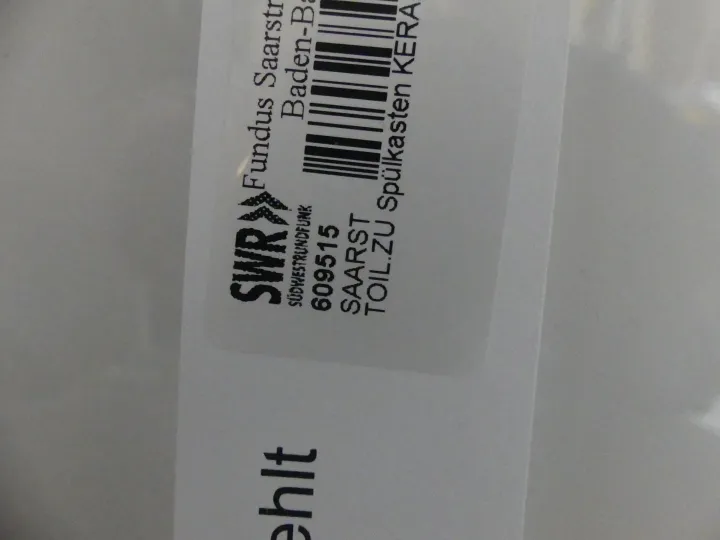 SWR» Fundus Saarstr
SÜDWESTRUNDFUNK
Baden-Ba
609515
SAARST
TOIL.ZU Spülkasten KERA
ehlt